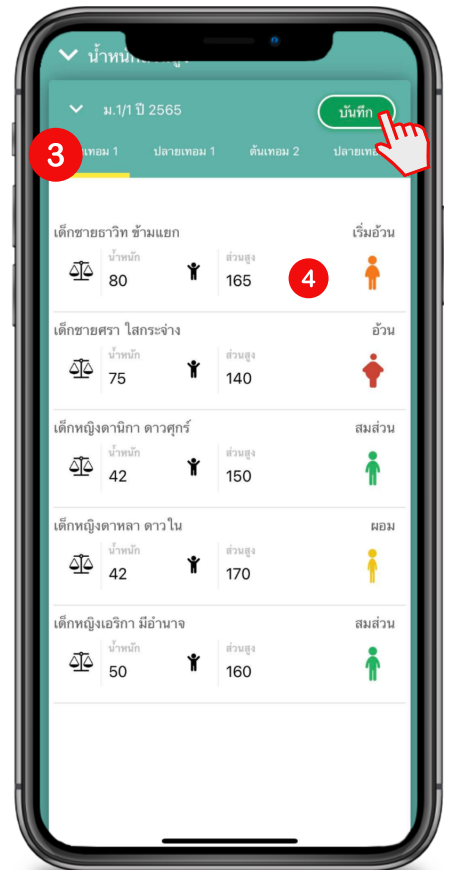 ม.1/1 ปี 2565
บันทึก
3
เทอม 1 ปลายเทอม 1 ต้นเทอม 2
เด็กชายธาวิท ข้ามแยก เริ่มอ้วน
น้ำหนัก ส่วนสูง
80 165
4
เด็กชายศรา ใสกระจ่าง อ้วน
น้ำหนัก ส่วนสูง
75 140
เด็กหญิงดานิกา ดาวศุกร์ สมส่วน
น้ำหนัก ส่วนสูง
42 150
เด็กหญิงดาหลา ดาวใน ผอม
น้ำหนัก ส่วนสูง
42 170
เด็กหญิงเอริกา มีอำนาจ สมส่วน
น้ำหนัก ส่วนสูง
50 160